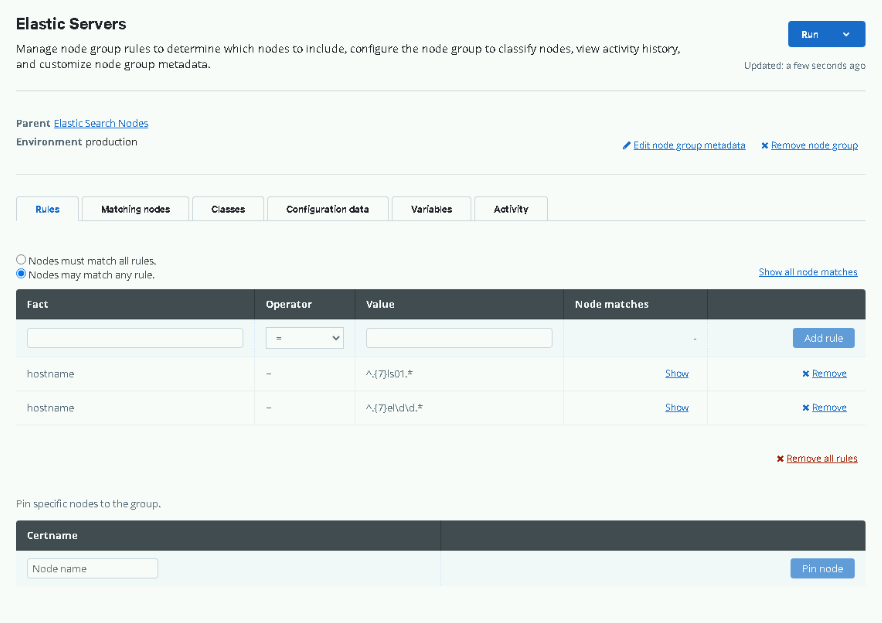 Elastic Servers
Manage node group rules to determine which nodes to include, configure the node group to classify nodes, view activity history,
and customize node group metadata.
Run
Updated: a few seconds ago
Parent Elastic Search Nodes
Environment production
Edit node group metadata
Remove node group
Rules
Matching nodes
Classes
Configuration data
Variables
Activity
Nodes must match all rules.
Nodes may match any rule.
Show all node matches
Fact Operator Value Node matches
= - Add rule
hostname ~ ^.{7}ls01.* Show Remove
hostname ~ ^.{7}el\d\d.* Show Remove
Remove all rules
Pin specific nodes to the group.
Certname
Node name Pin node